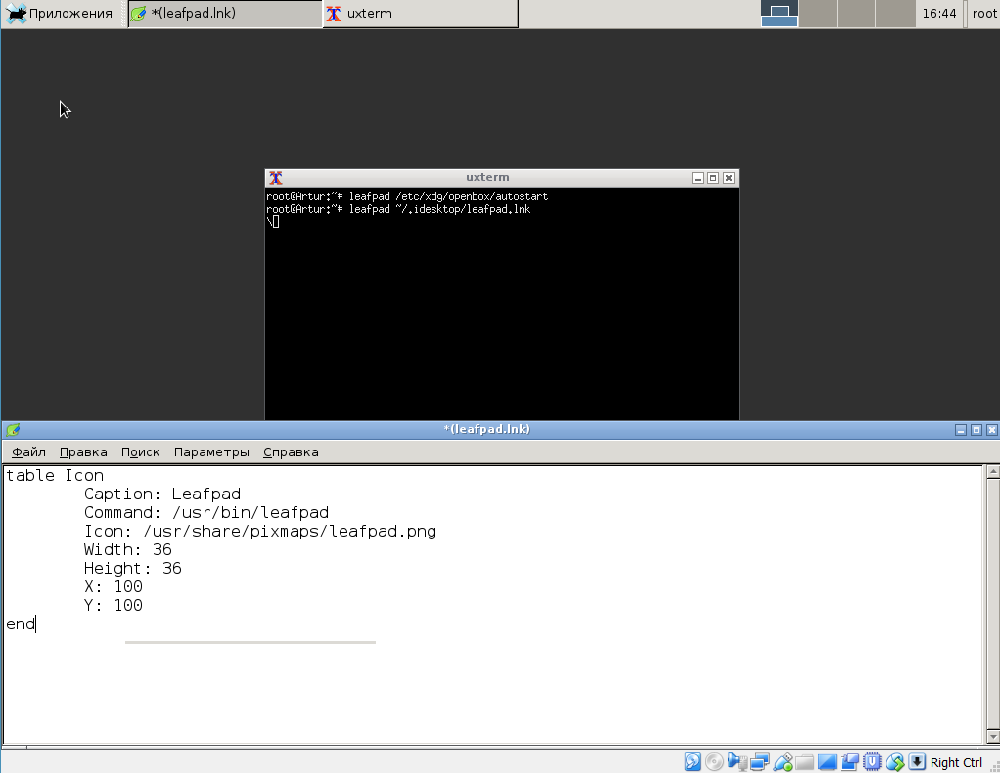 Приложения *(leafpad.lnk) uxterm 16:44 root
uxterm
root@Artur:~# leafpad /etc/xdg/openbox/autostart
root@Artur:~# leafpad ~/.idesktop/leafpad.lnk
\
*(leafpad.lnk)
Файл Правка Поиск Параметры Справка
table Icon
Caption: Leafpad
Command: /usr/bin/leafpad
Icon: /usr/share/pixmaps/leafpad.png
Width: 36
Height: 36
X: 100
Y: 100
end
Right Ctrl